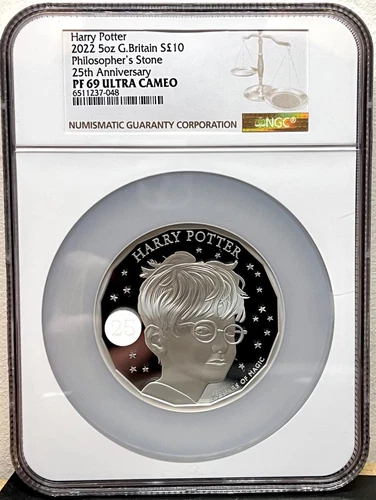 Harry Potter
2022 5oz G.Britain S£10
Philosopher's Stone
25th Anniversary
PF 69 ULTRA CAMEO
6511237-048
NUMISMATIC GUARANTY CORPORATION
NGC®
HARRY POTTER
25
YEARS OF MAGIC